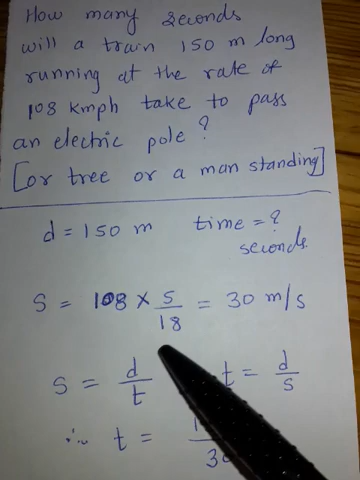 How many seconds
will a train 150 m long
running at the rate of
108 kmph take to pass
an electric pole?
[or tree or a man standing]
d = 150 m time = ?
seconds.
S = 108 × 5/18 = 30 m/s
S = d/t t = d/s
∴ t =